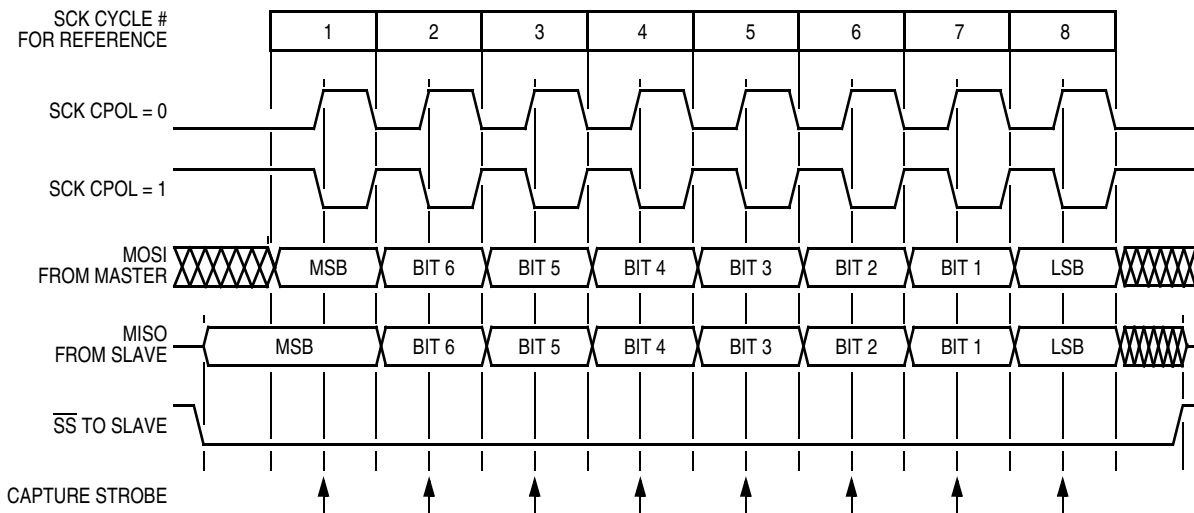 SCK CYCLE #
FOR REFERENCE
1 2 3 4 5 6 7 8
SCK CPOL = 0
SCK CPOL = 1
MOSI
FROM MASTER
MSB BIT 6 BIT 5 BIT 4 BIT 3 BIT 2 BIT 1 LSB
MISO
FROM SLAVE
MSB BIT 6 BIT 5 BIT 4 BIT 3 BIT 2 BIT 1 LSB
S̅S̅ TO SLAVE
CAPTURE STROBE